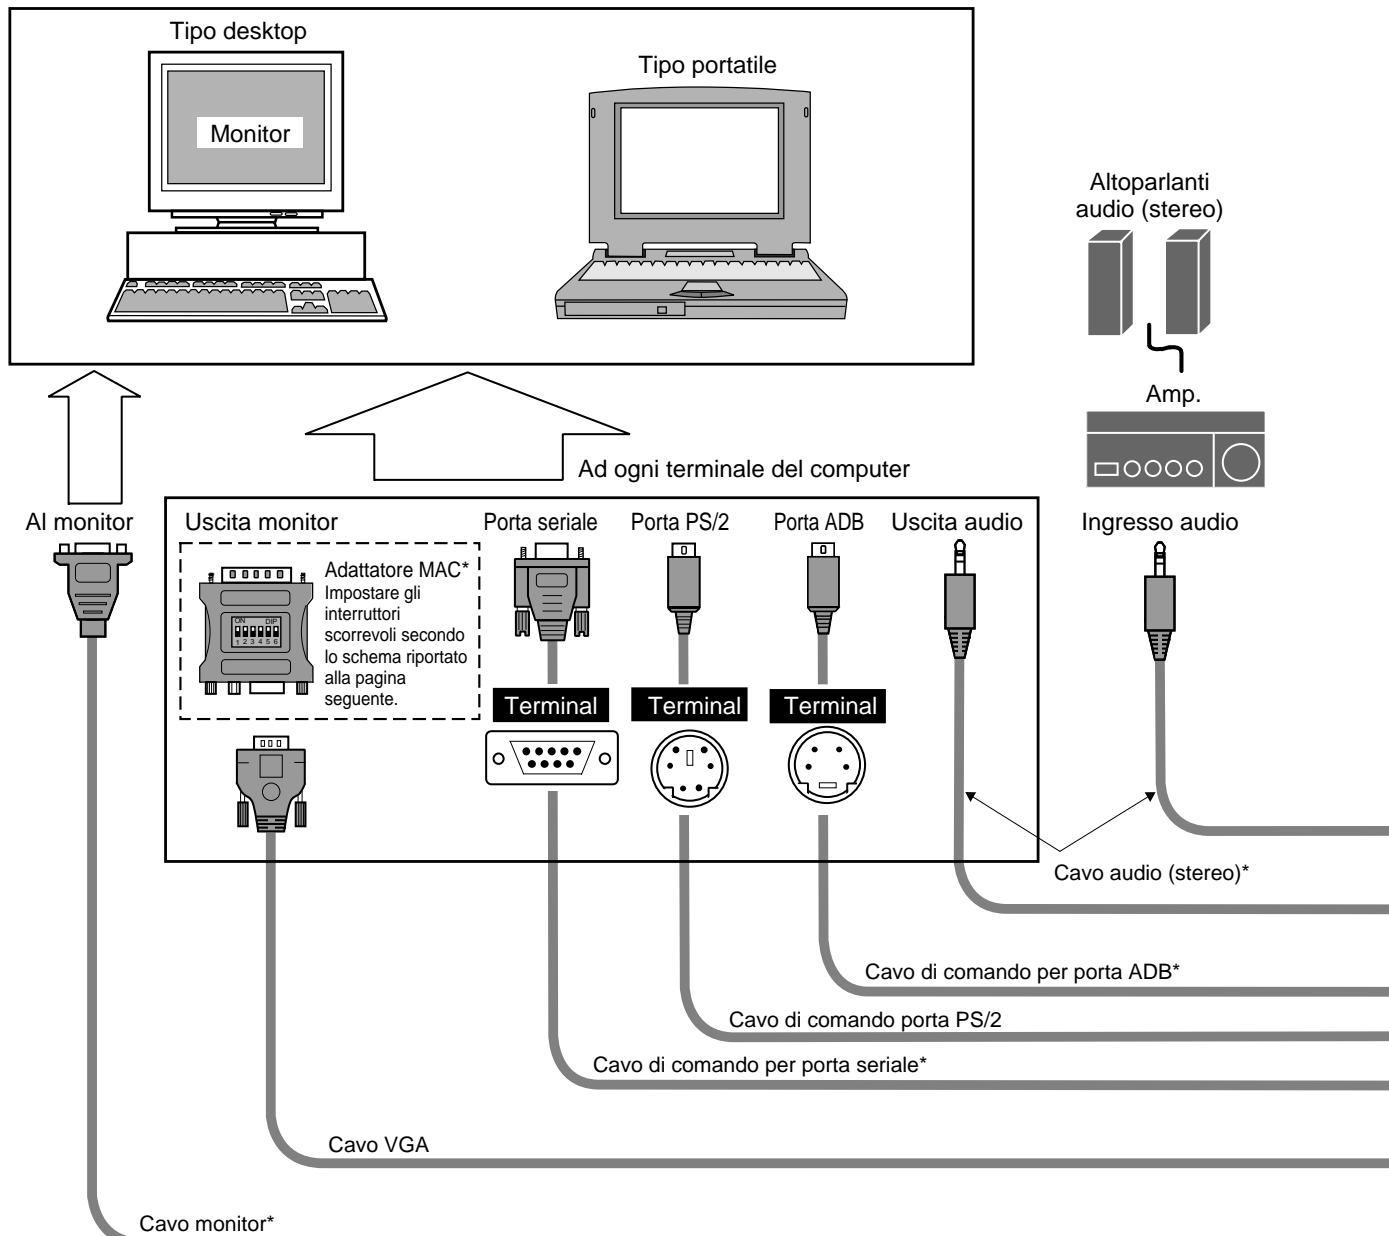 Tipo desktop
Tipo portatile
Monitor
Altoparlanti
audio (stereo)
Amp.
Ad ogni terminale del computer
Al monitor
Uscita monitor
Porta seriale
Porta PS/2
Porta ADB
Uscita audio
Ingresso audio
Adattatore MAC*
Impostare gli
interruttori
scorrevoli secondo
lo schema riportato
alla pagina
seguente.
ON DIP
1 2 3 4 5 6
Terminal
Terminal
Terminal
Cavo audio (stereo)*
Cavo di comando per porta ADB*
Cavo di comando porta PS/2
Cavo di comando per porta seriale*
Cavo VGA
Cavo monitor*